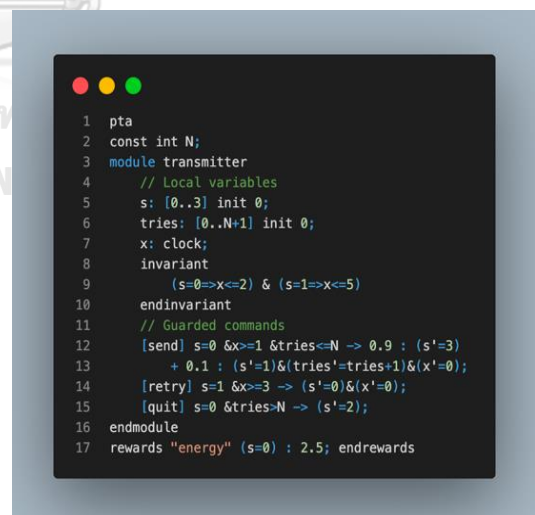 1 pta
2 const int N;
3 module transmitter
4 // Local variables
5 s: [0..3] init 0;
6 tries: [0..N+1] init 0;
7 x: clock;
8 invariant
9 (s=0=>x<=2) & (s=1=>x<=5)
10 endinvariant
11 // Guarded commands
12 [send] s=0 &x>=1 &tries<=N -> 0.9 : (s'=3)
13 + 0.1 : (s'=1)&(tries'=tries+1)&(x'=0);
14 [retry] s=1 &x>=3 -> (s'=0)&(x'=0);
15 [quit] s=0 &tries>N -> (s'=2);
16 endmodule
17 rewards "energy" (s=0) : 2.5; endrewards